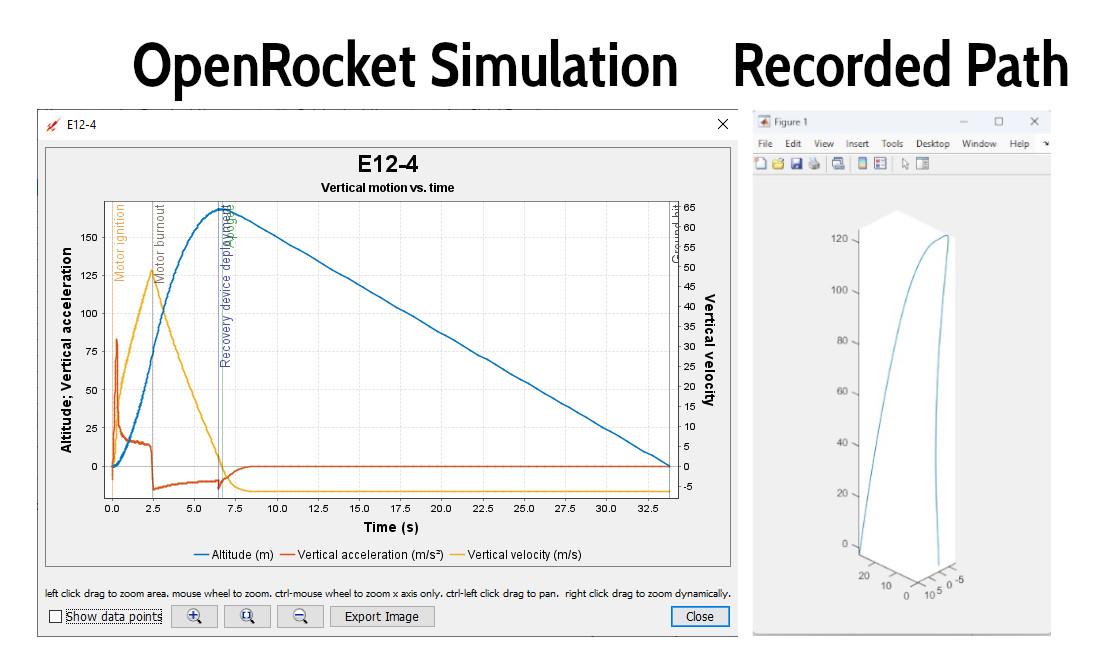 OpenRocket Simulation
Recorded Path
E12-4
E12-4
Vertical motion vs. time
Motor ignition
Motor burnout
Recovery device deployment
Apogee
Altitude; Vertical acceleration
150
125
100
75
50
25
0
65
60
55
50
45
40
35
30
25
20
15
10
5
0
-5
Vertical velocity
0.0 2.5 5.0 7.5 10.0 12.5 15.0 17.5 20.0 22.5 25.0 27.5 30.0 32.5
Time (s)
Altitude (m) Vertical acceleration (m/s²) Vertical velocity (m/s)
left click drag to zoom area. mouse wheel to zoom. ctrl-mouse wheel to zoom x axis only. ctrl-left click drag to pan. right click drag to zoom dynamically.
Show data points
Export Image
Close
Figure 1
File Edit View Insert Tools Desktop Window Help
120
100
80
60
40
20
0
20
10
0
10
5
0
-5